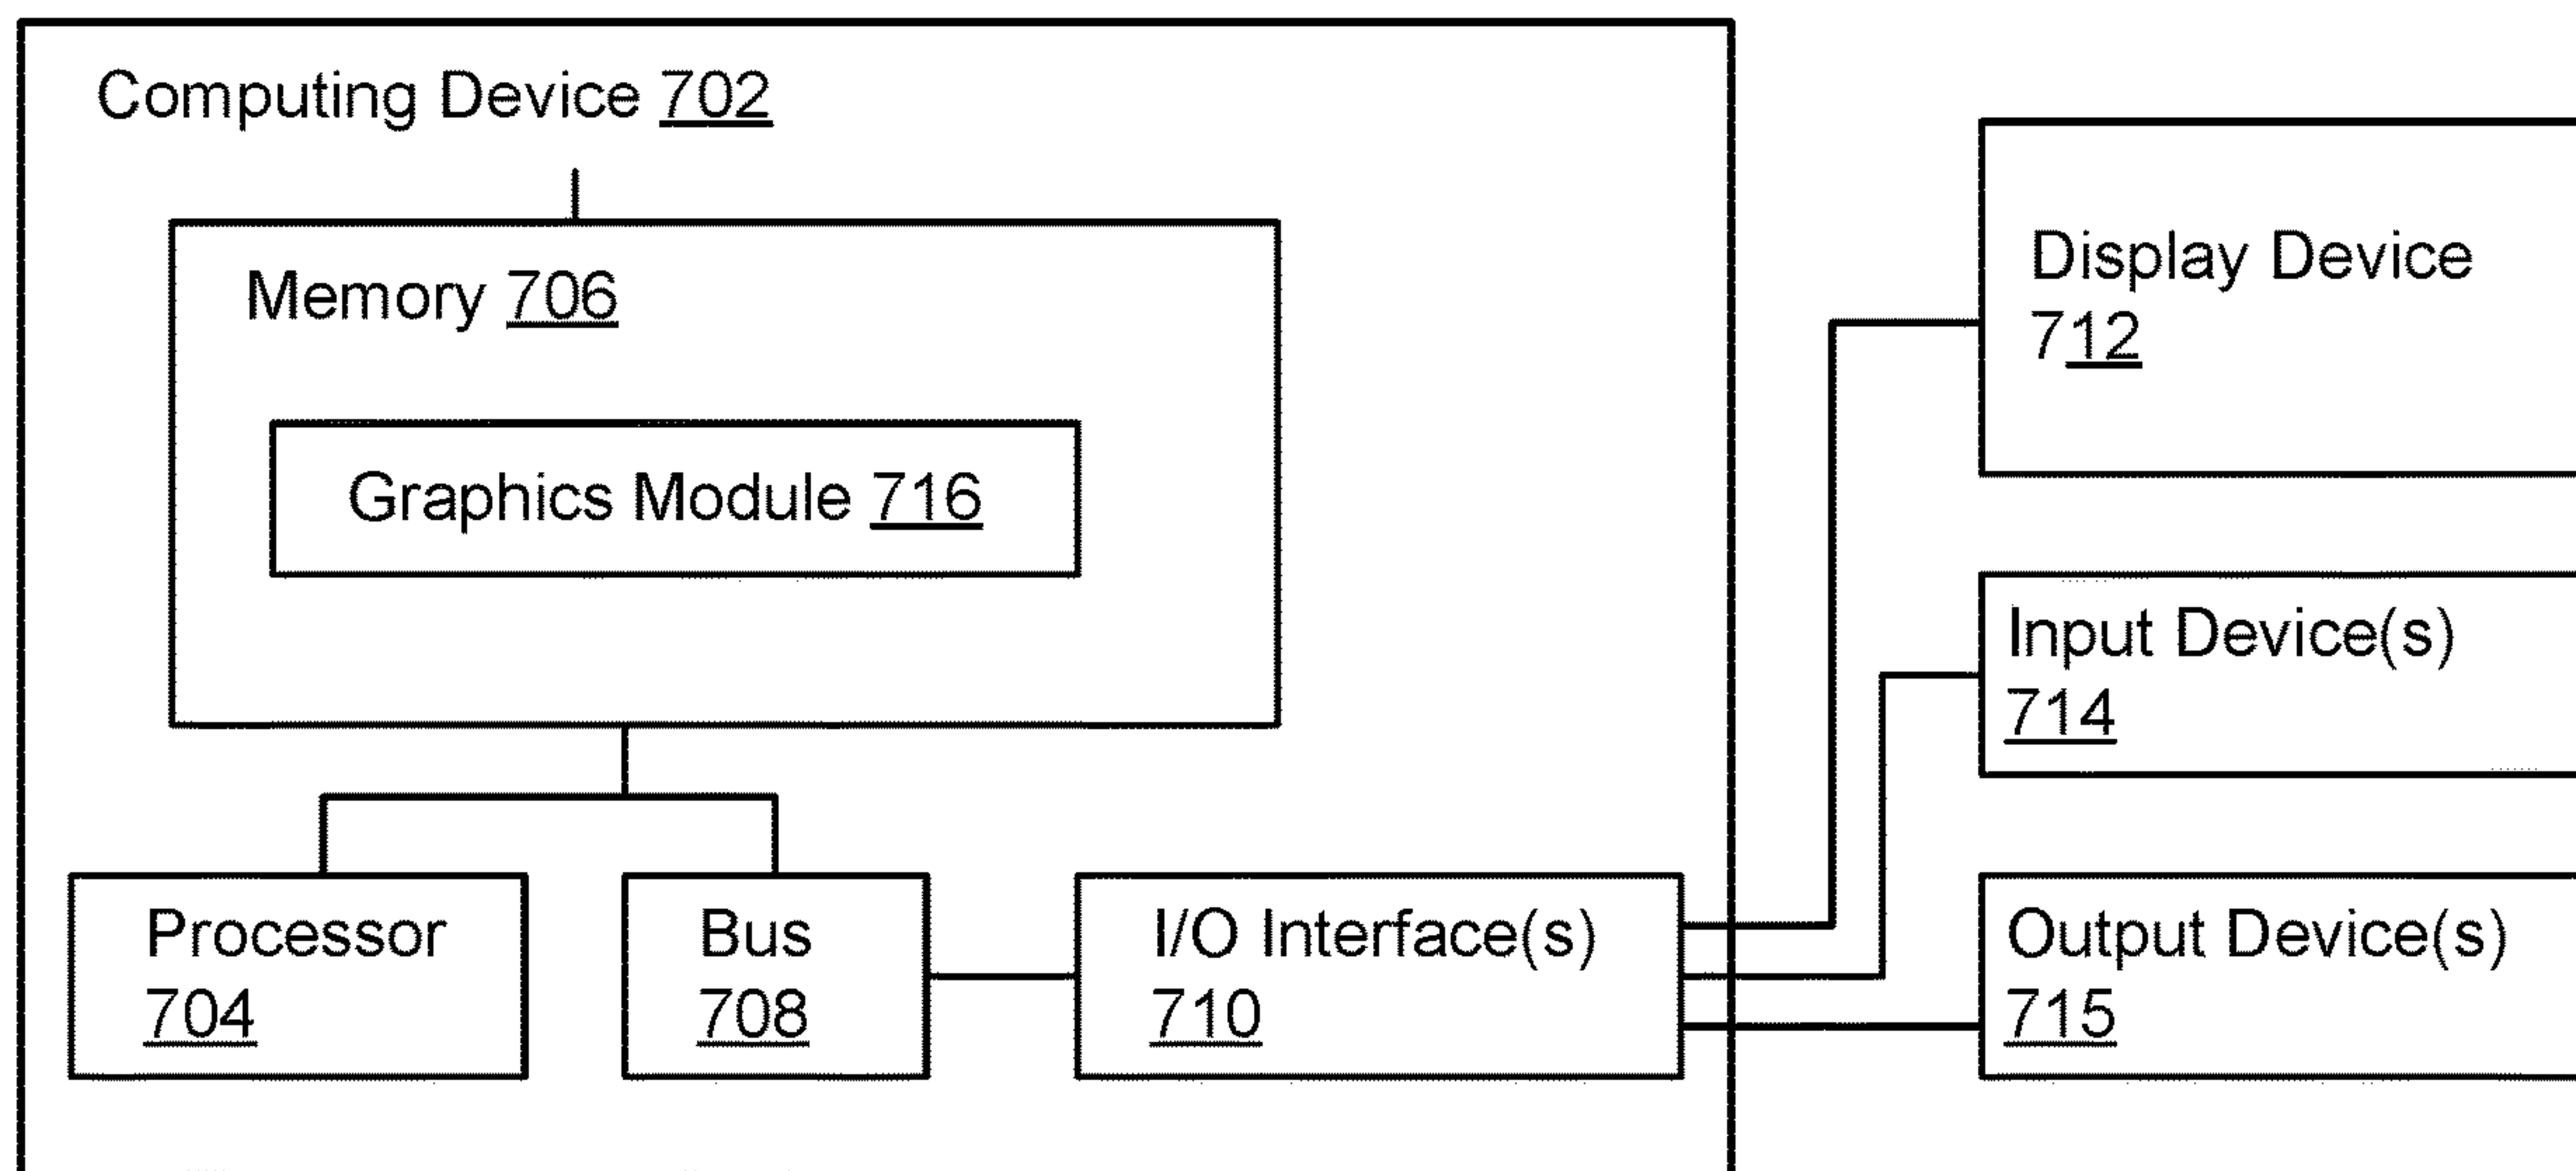 Computing Device 702
Memory 706
Graphics Module 716
Processor
704
Bus
708
I/O Interface(s)
710
Display Device
712
Input Device(s)
714
Output Device(s)
715